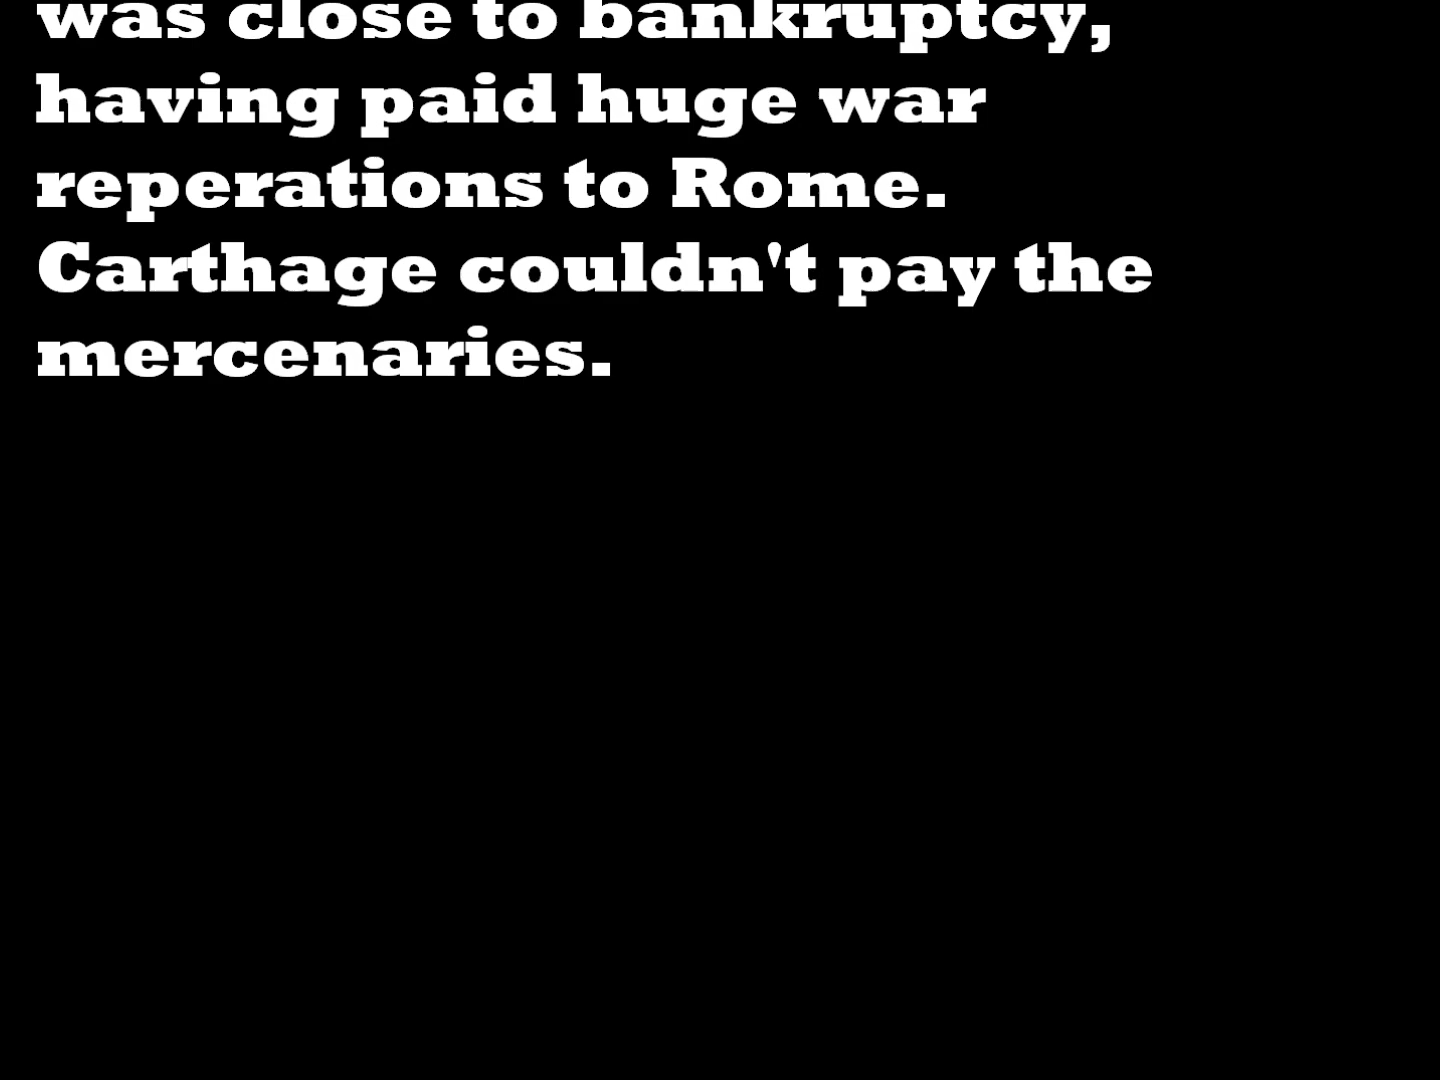 was close to bankruptcy,
having paid huge war
reperations to Rome.
Carthage couldn't pay the
mercenaries.